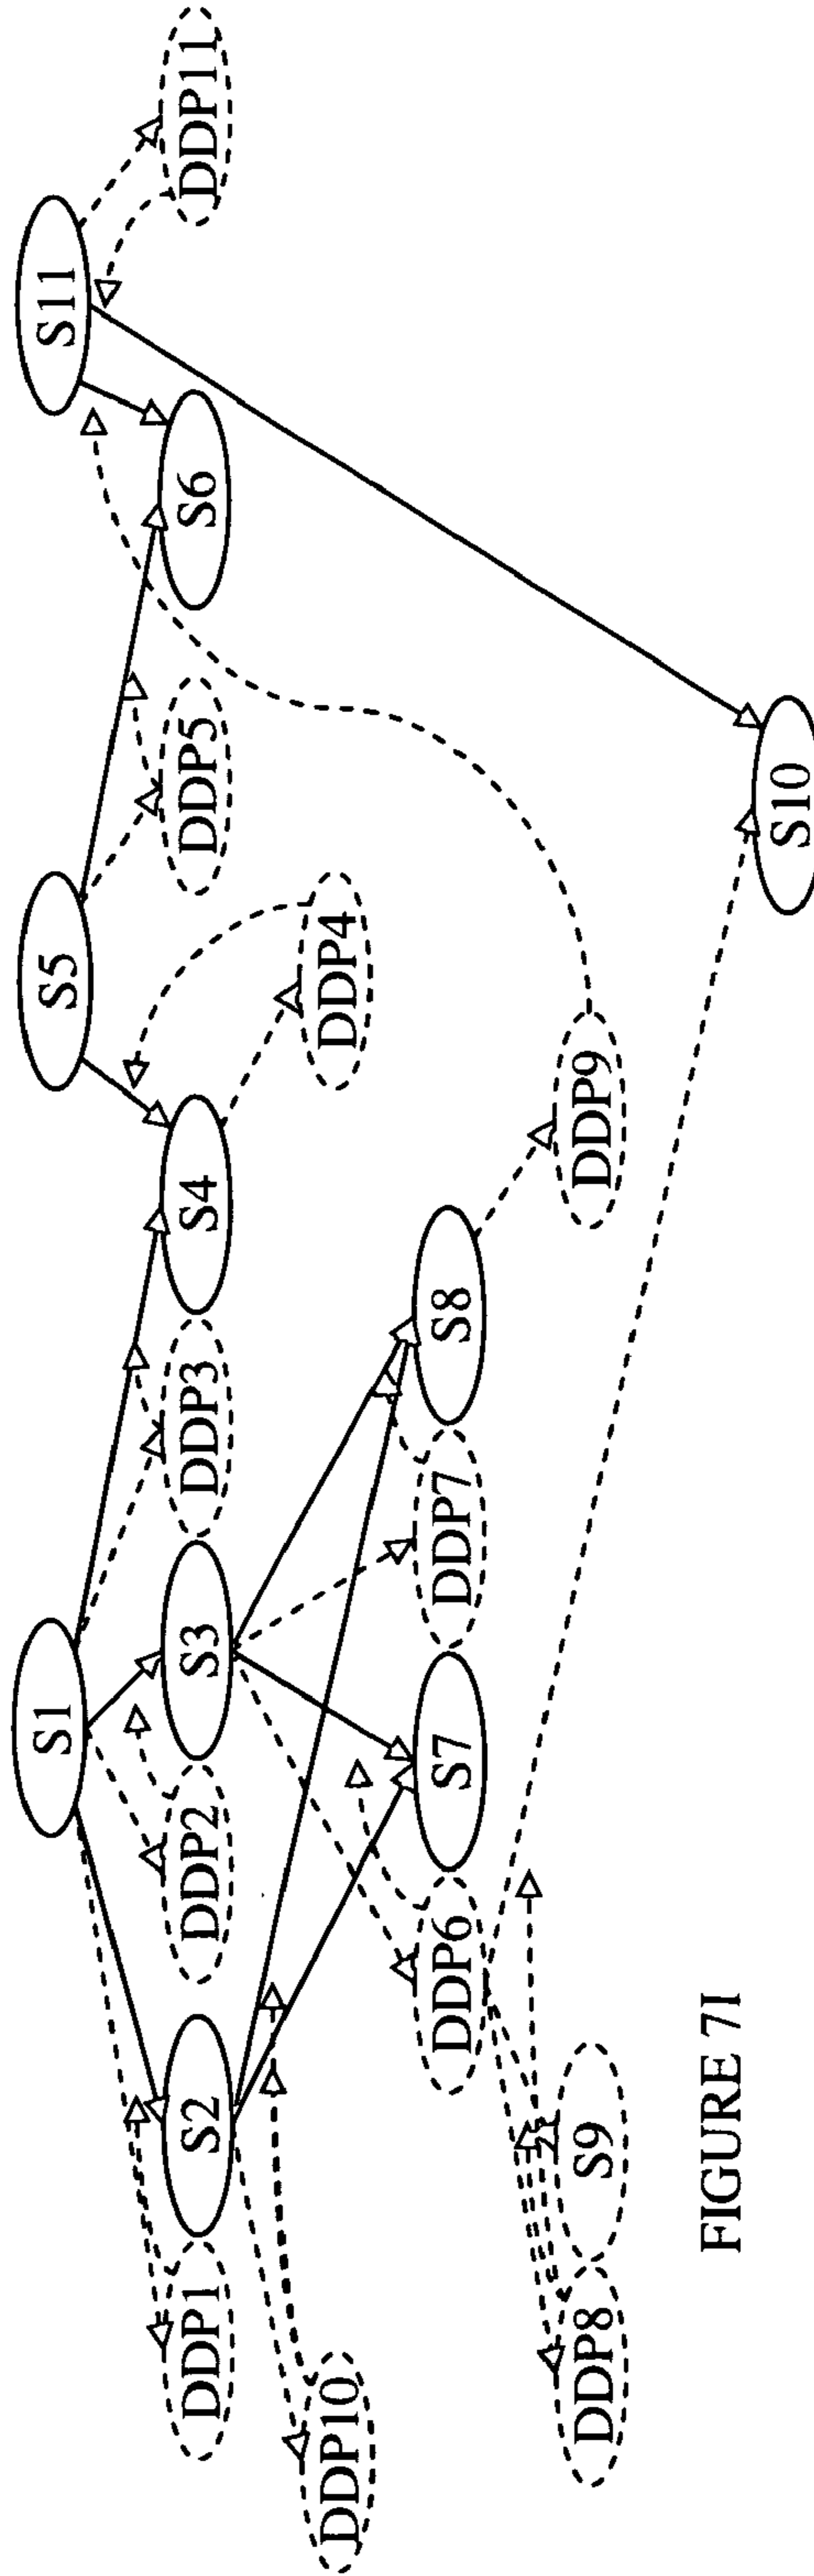 S1
S5
S11
DDP1
S2
DDP2
S3
DDP3
S4
DDP5
S6
DDP11
DDP10
DDP4
DDP6
S7
DDP7
S8
DDP8
S9
DDP9
S10
FIGURE 7I